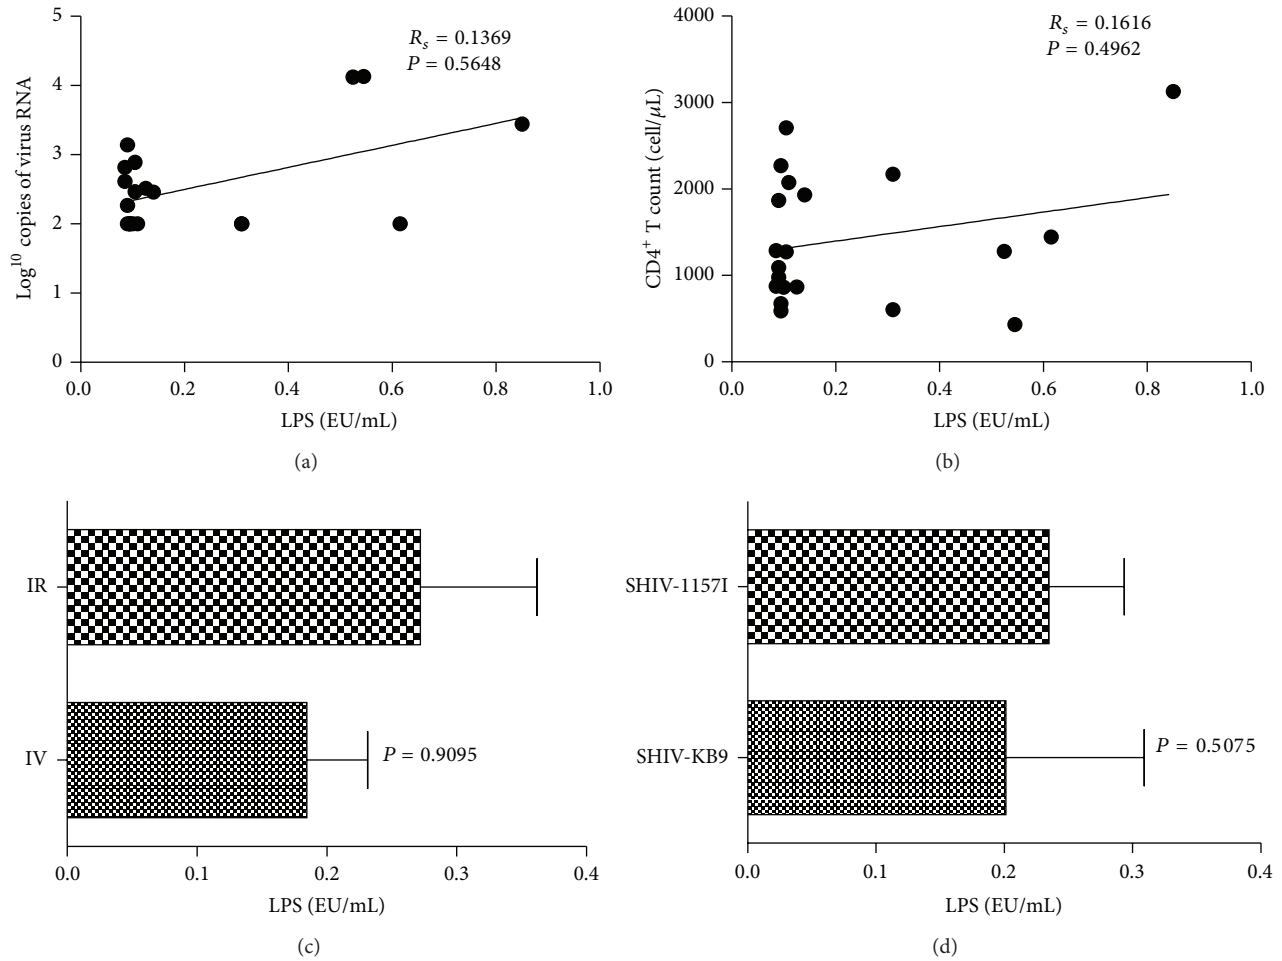 5
4
3
2
1
0
Log¹⁰ copies of virus RNA
R_s = 0.1369
P = 0.5648
0.0 0.2 0.4 0.6 0.8 1.0
LPS (EU/mL)
(a)
4000
3000
2000
1000
0
CD4⁺ T count (cell/μL)
R_s = 0.1616
P = 0.4962
0.0 0.2 0.4 0.6 0.8 1.0
LPS (EU/mL)
(b)
IR
IV
P = 0.9095
0.0 0.1 0.2 0.3 0.4
LPS (EU/mL)
(c)
SHIV-1157I
SHIV-KB9
P = 0.5075
0.0 0.1 0.2 0.3 0.4
LPS (EU/mL)
(d)